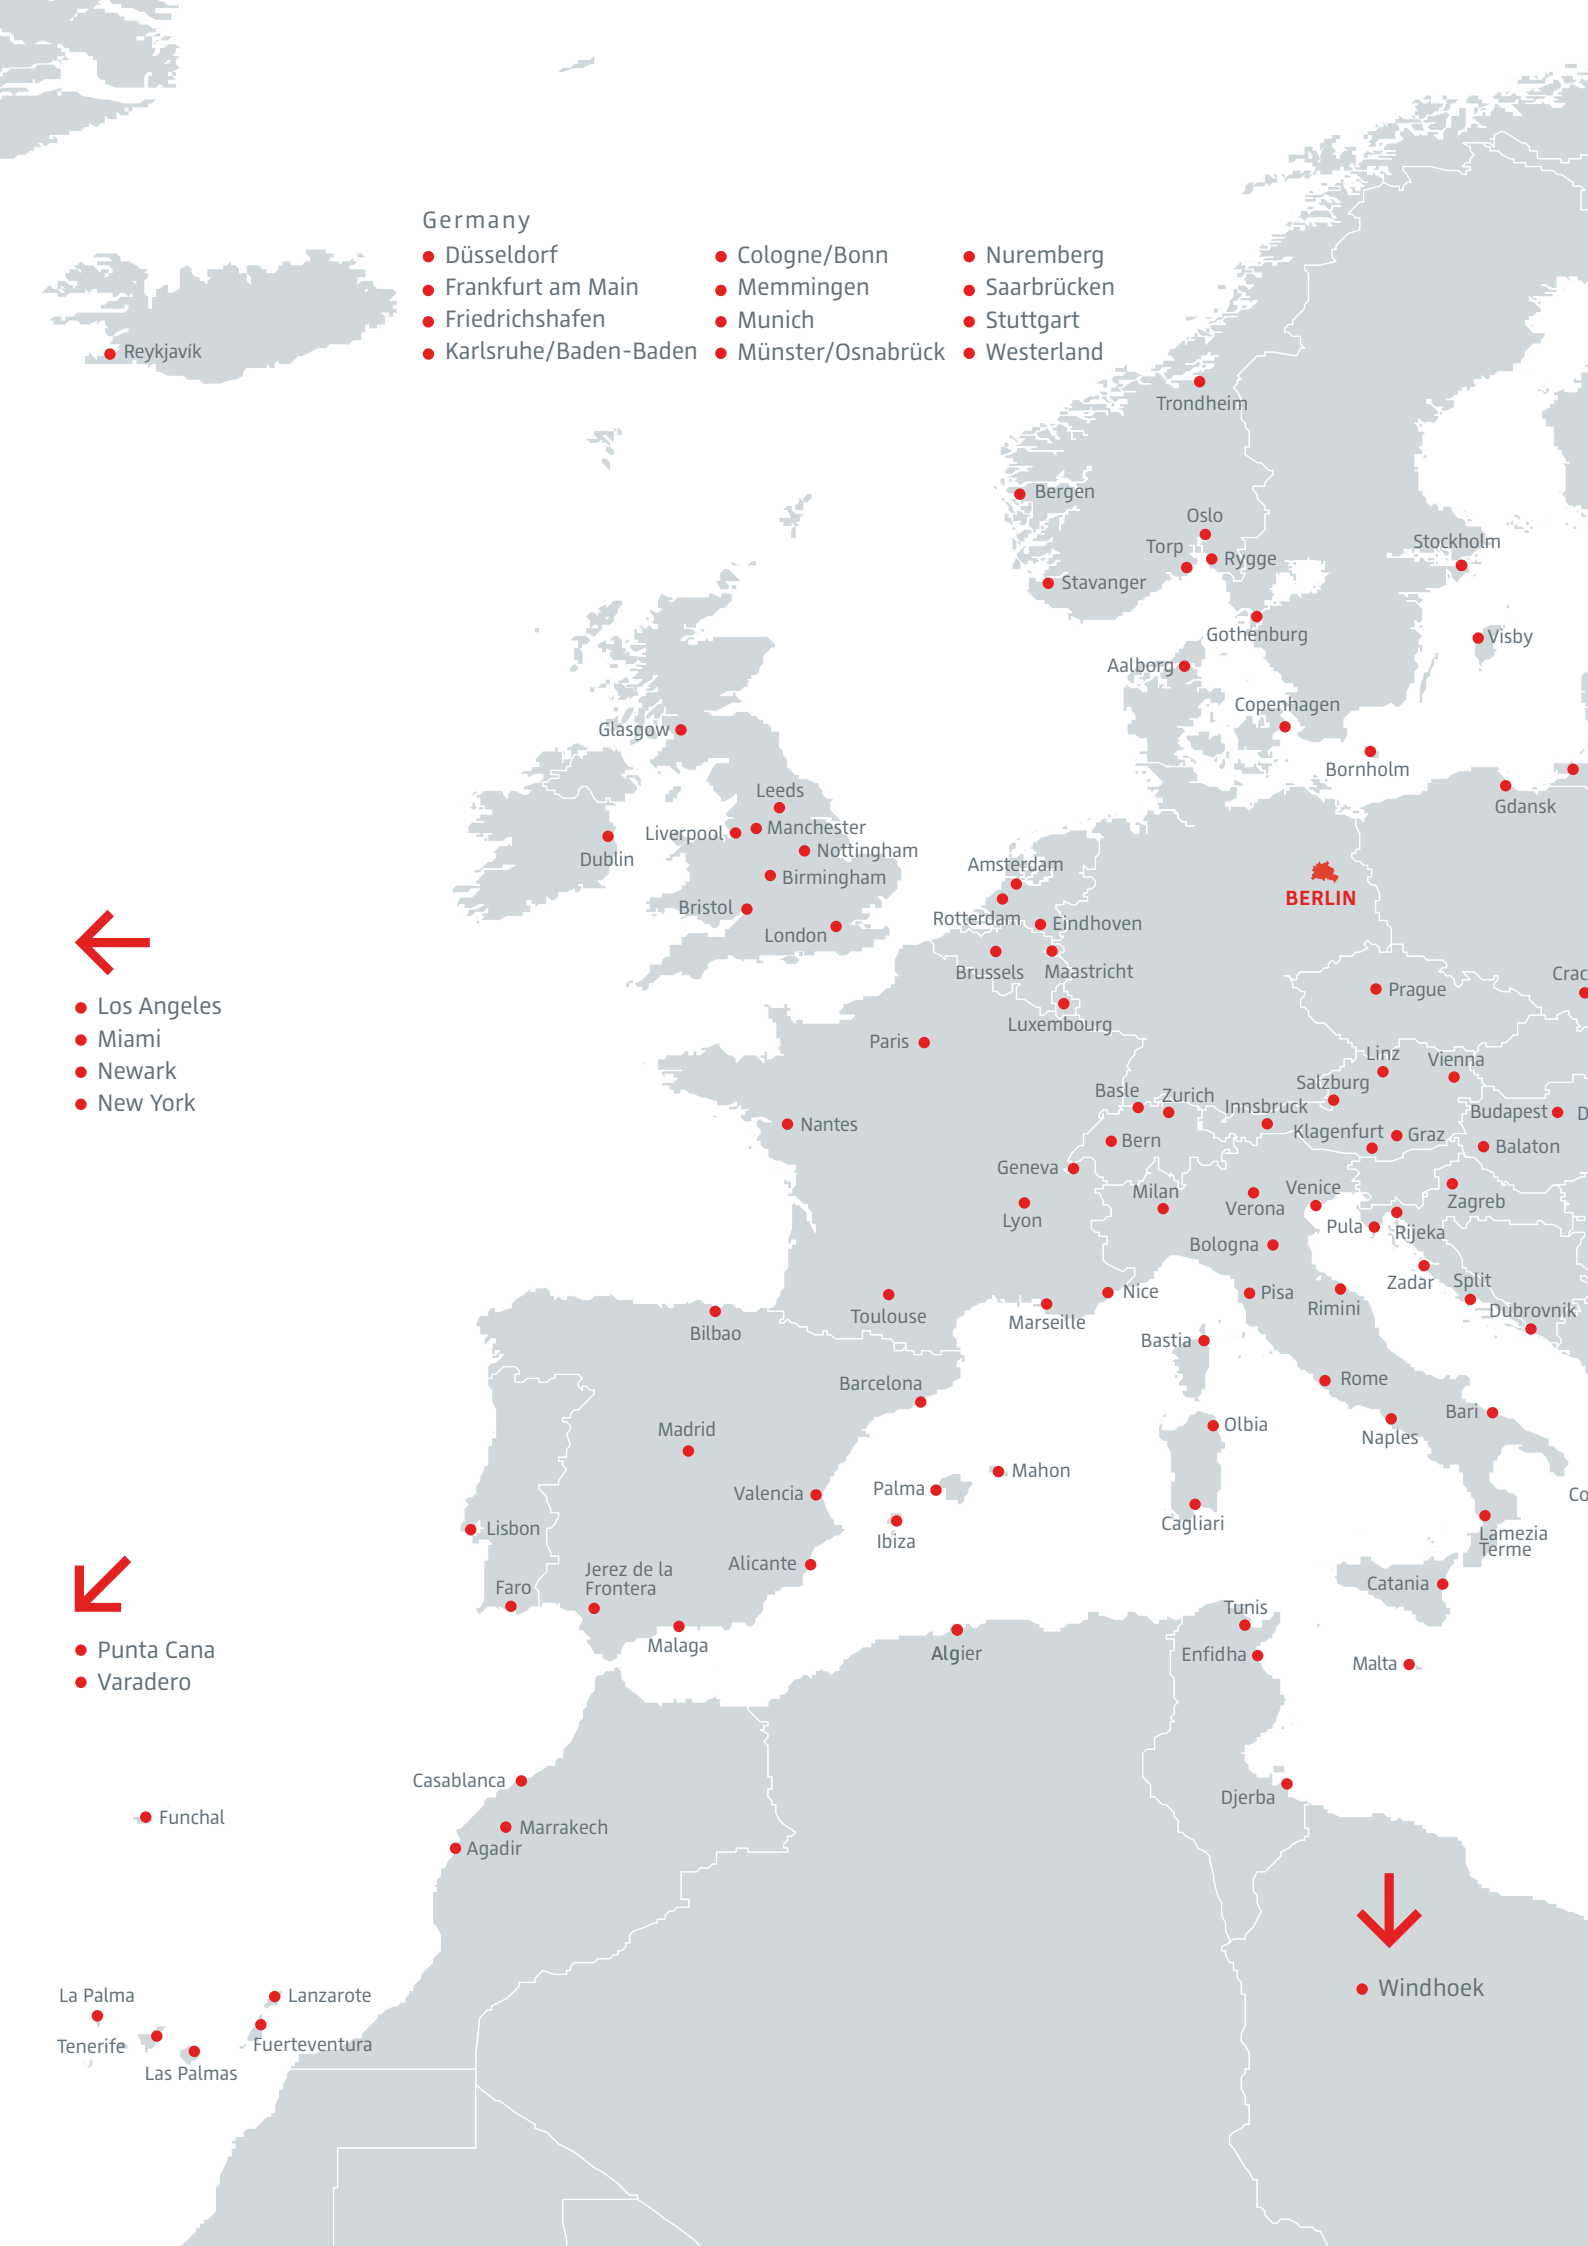 Germany
Düsseldorf
Frankfurt am Main
Friedrichshafen
Karlsruhe/Baden-Baden
Cologne/Bonn
Memmingen
Munich
Münster/Osnabrück
Nuremberg
Saarbrücken
Stuttgart
Westerland
Reykjavík
Trondheim
Bergen
Oslo
Torp
Rygge
Stavanger
Stockholm
Gothenburg
Visby
Aalborg
Copenhagen
Bornholm
Gdansk
Glasgow
Leeds
Liverpool
Manchester
Nottingham
Dublin
Birmingham
Bristol
London
Amsterdam
Rotterdam
Eindhoven
Brussels
Maastricht
Luxembourg
BERLIN
Prague
Crac
Los Angeles
Miami
Newark
New York
Paris
Nantes
Linz
Vienna
Salzburg
Basle
Zurich
Innsbruck
Budapest
D
Bern
Klagenfurt
Graz
Balaton
Geneva
Milan
Verona
Venice
Zagreb
Lyon
Pula
Rijeka
Bologna
Zadar
Split
Nice
Pisa
Rimini
Dubrovnik
Toulouse
Marseille
Bilbao
Bastia
Barcelona
Rome
Bari
Madrid
Olbia
Naples
Mahon
Palma
Valencia
Co
Lisbon
Ibiza
Cagliari
Lamezia
Terme
Alicante
Jerez de la
Frontera
Faro
Catania
Tunis
Malaga
Algier
Enfidha
Malta
Punta Cana
Varadero
Casablanca
Djerba
Funchal
Marrakech
Agadir
Windhoek
La Palma
Lanzarote
Tenerife
Fuerteventura
Las Palmas